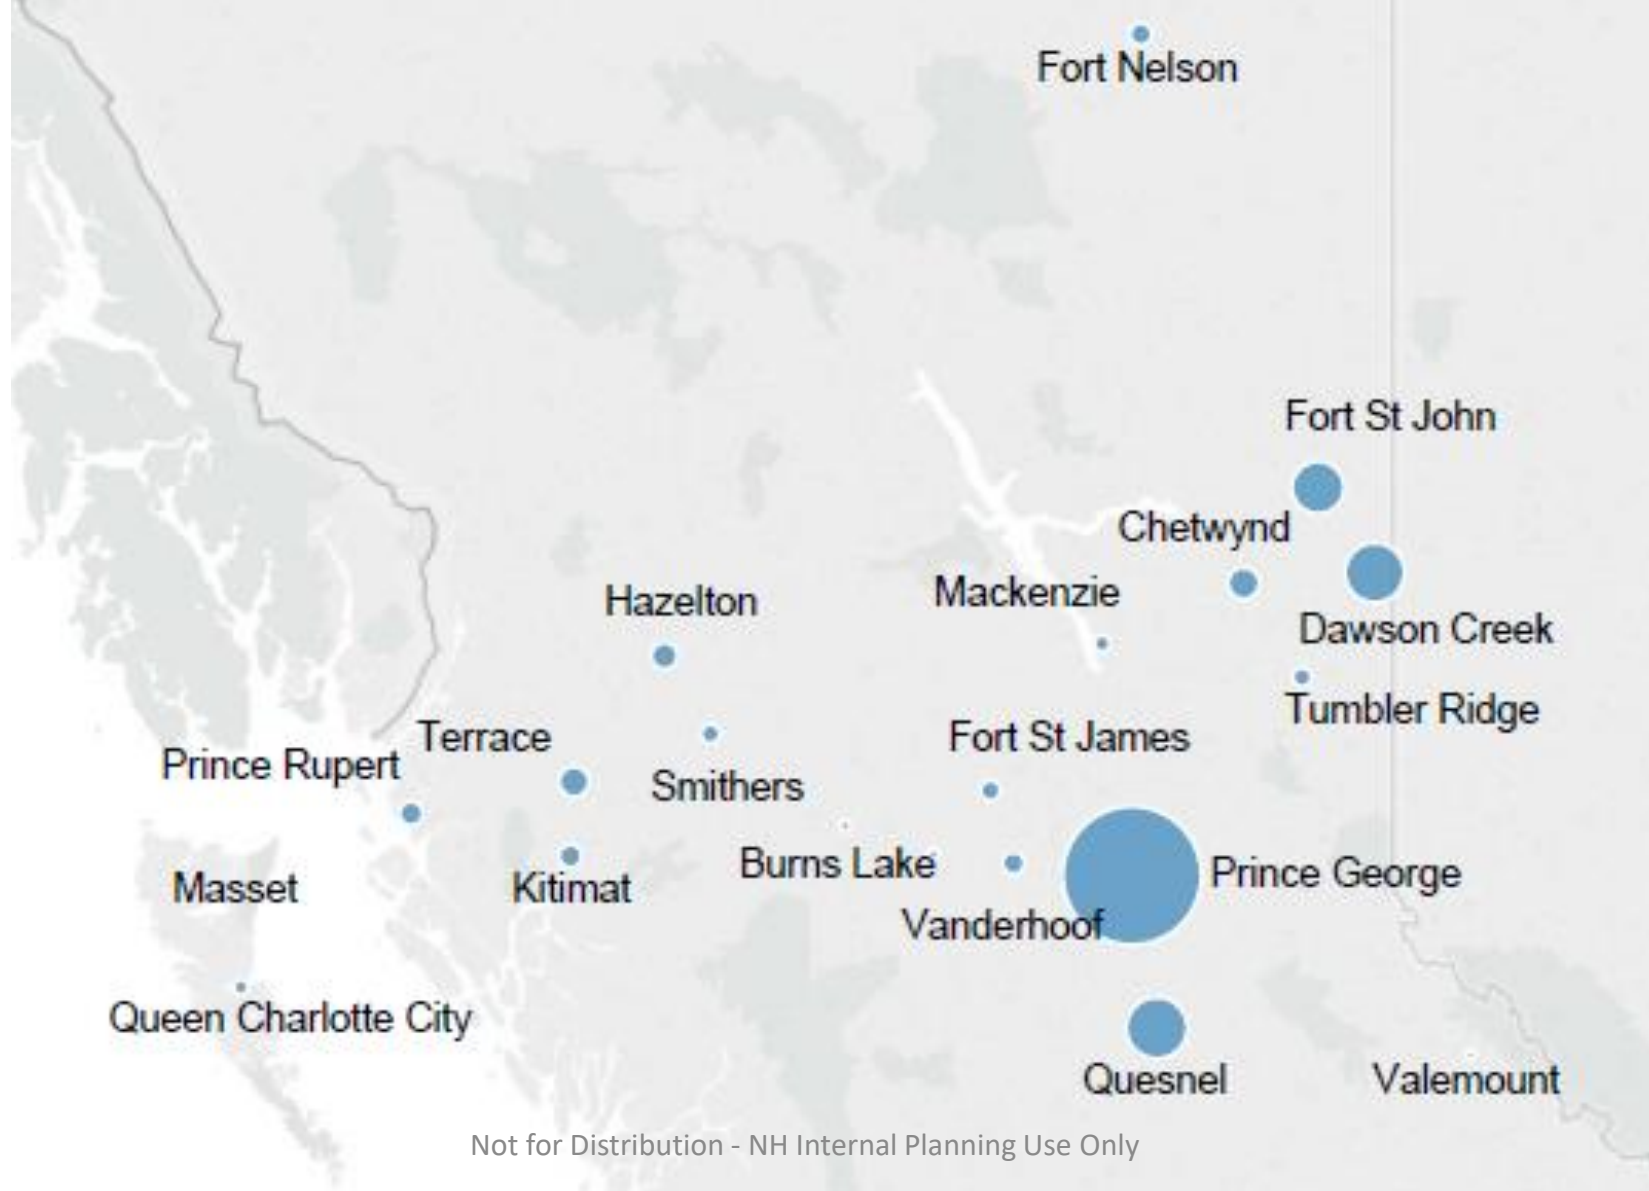 Fort Nelson
Fort St John
Chetwynd
Mackenzie
Hazelton
Dawson Creek
Tumbler Ridge
Terrace
Fort St James
Prince Rupert
Smithers
Burns Lake
Prince George
Masset
Kitimat
Vanderhoof
Queen Charlotte City
Quesnel
Valemount
Not for Distribution - NH Internal Planning Use Only